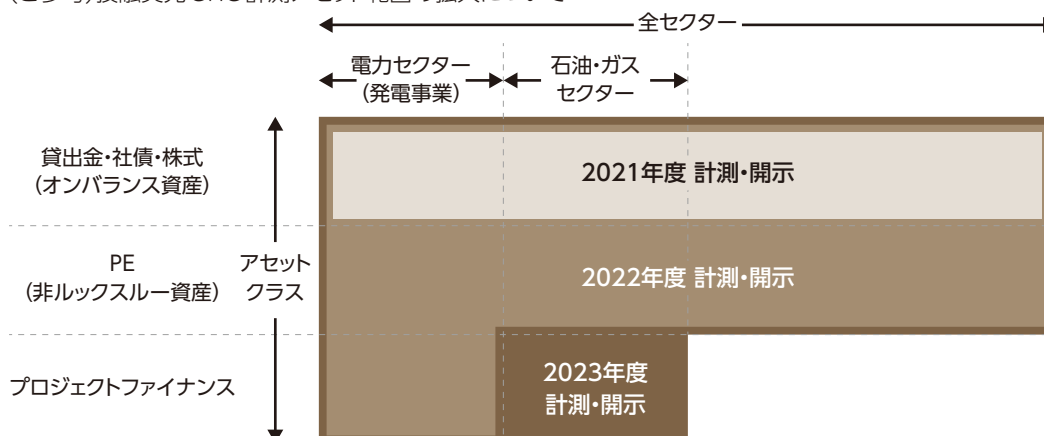 全セクター
電力セクター
(発電事業)
石油・ガス
セクター
貸出金・社債・株式
(オンバランス資産)
2021年度 計測・開示
PE
(非ルックスルー資産)
アセット
クラス
2022年度 計測・開示
プロジェクトファイナンス
2023年度
計測・開示